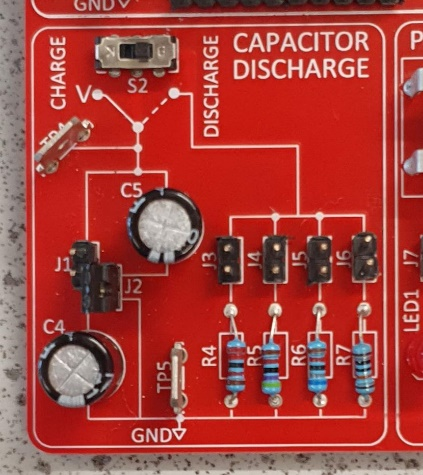 GND
CHARGE
DISCHARGE
CAPACITOR
DISCHARGE
S2
V
C5
J1
J2
J3
J4
J5
J6
J7
C4
TP5
R4
R5
R6
R7
LED1
GND
P